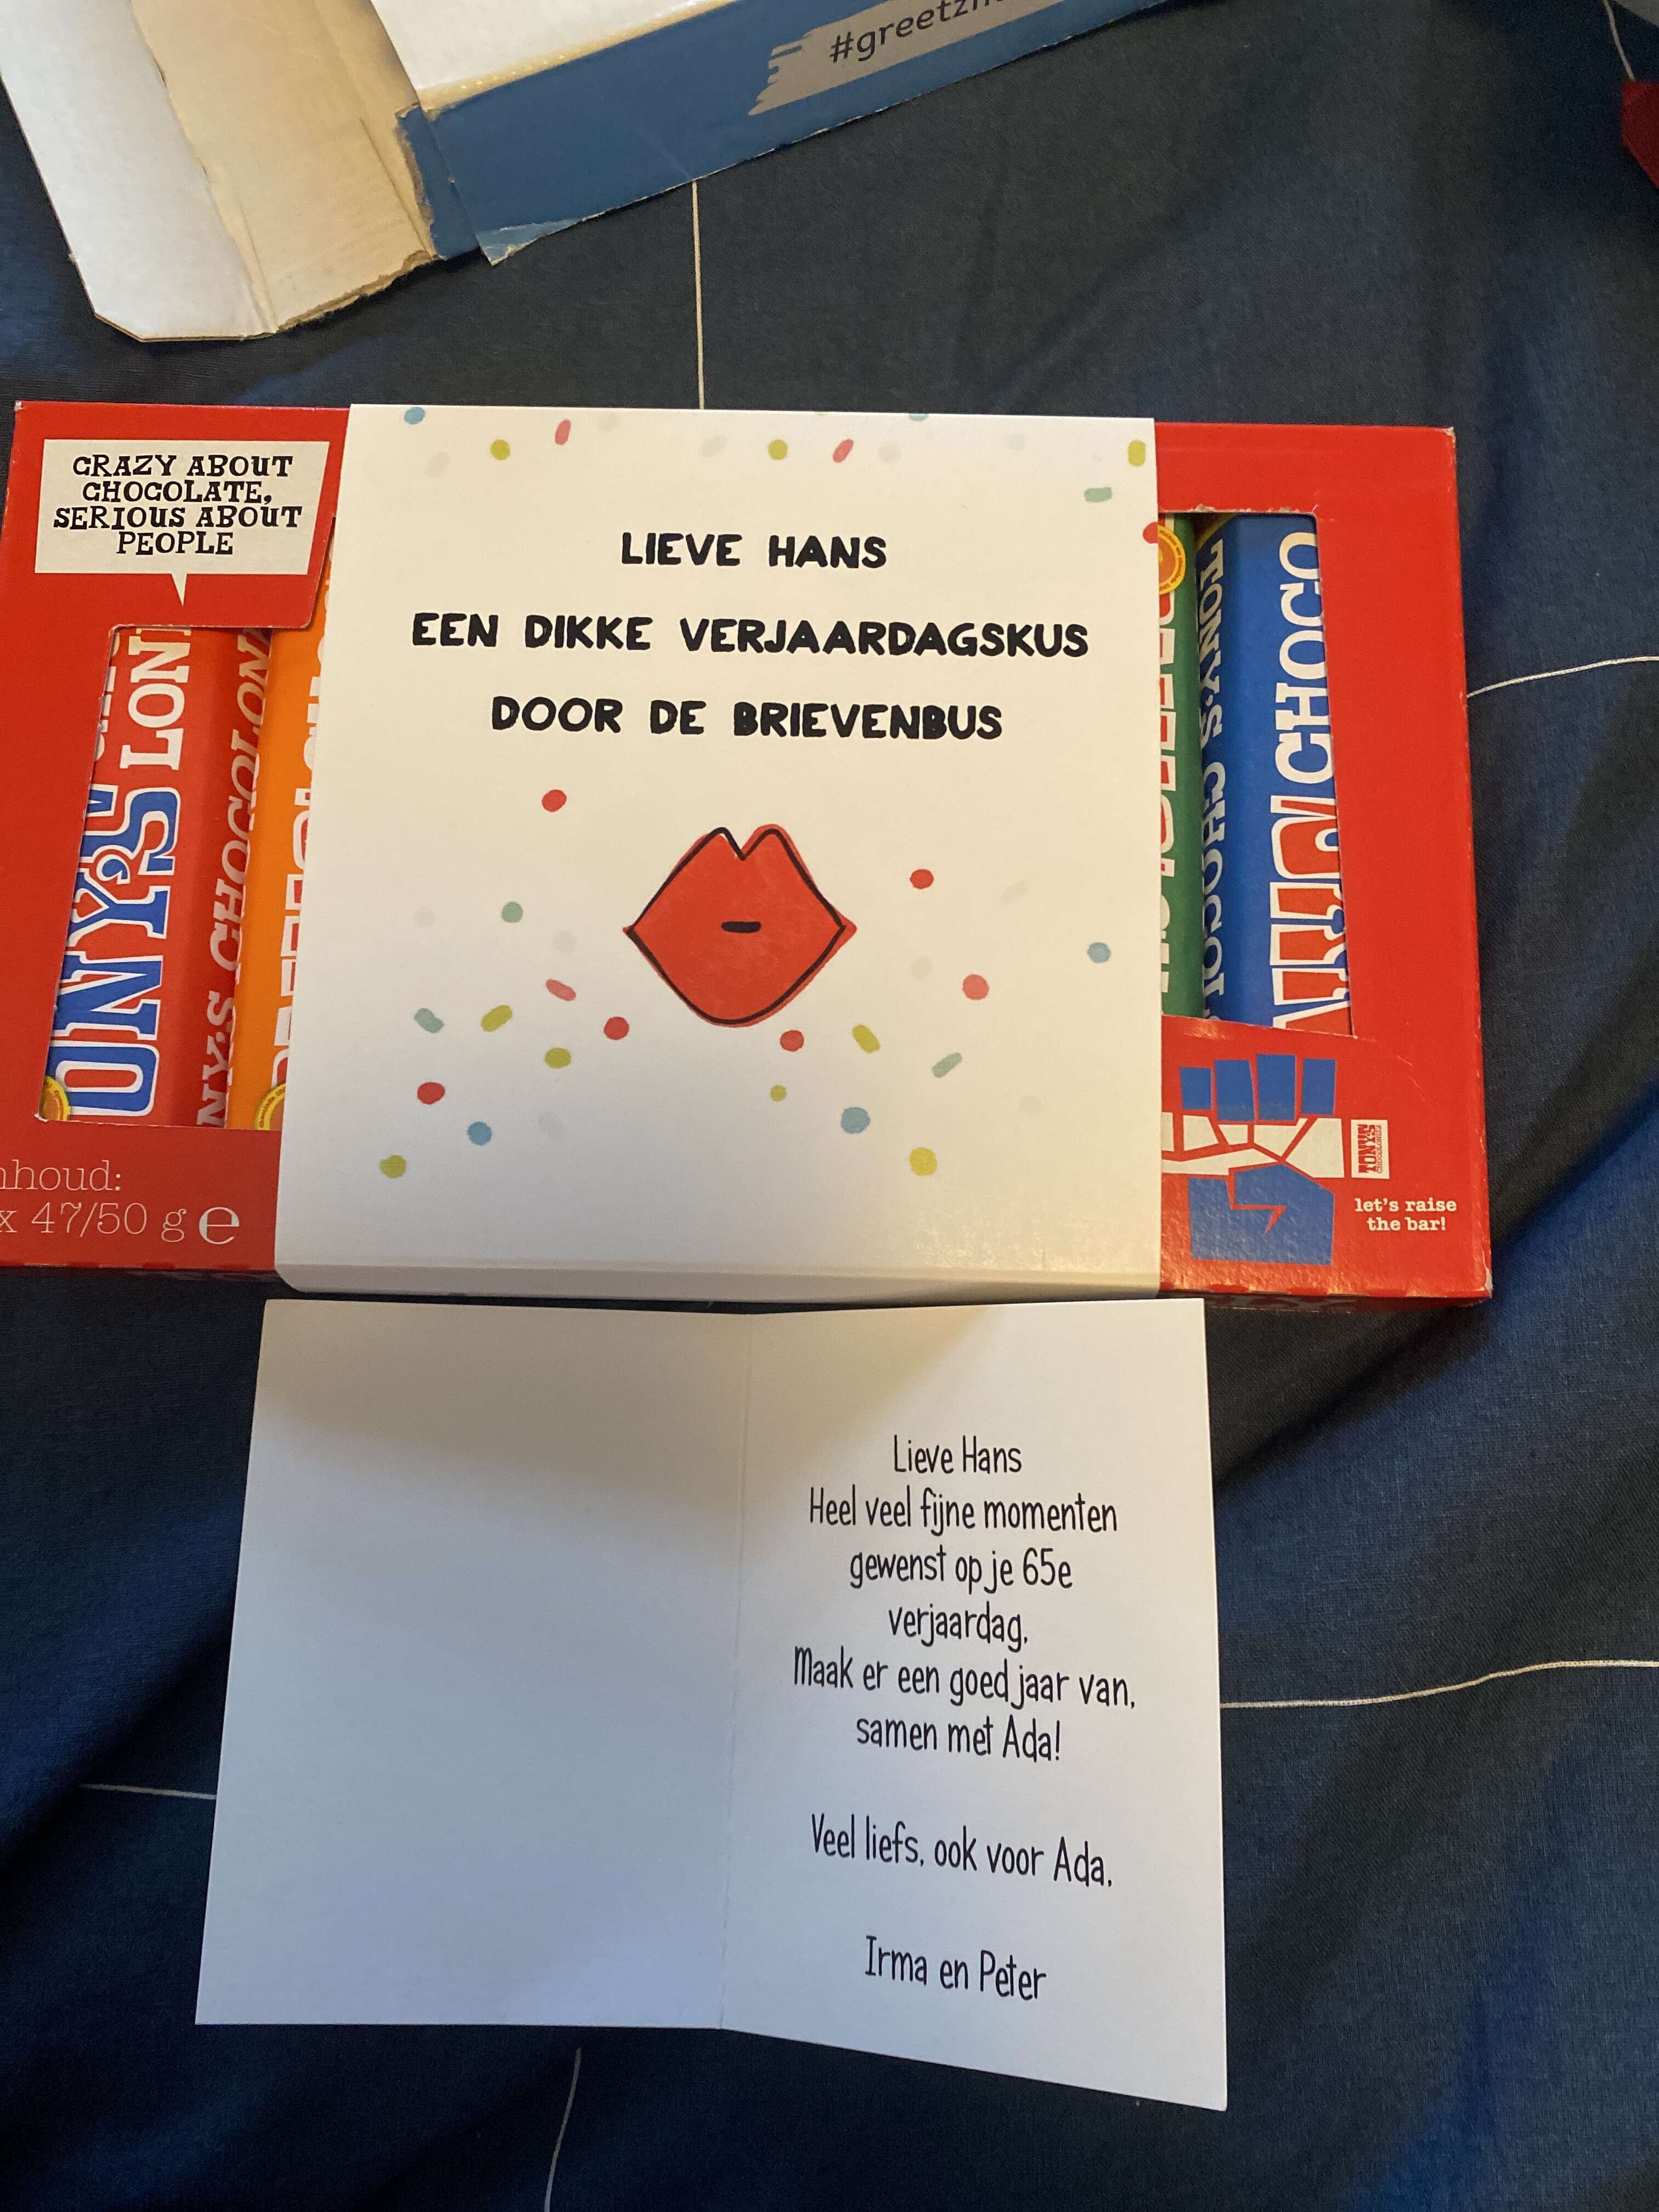 CRAZY ABOUT
CHOCOLATE,
SERIOUS ABOUT
PEOPLE
LIEVE HANS
EEN DIKKE VERJAARDAGSKUS
DOOR DE BRIEVENBUS
let's raise
the bar!
47/50 g e
Lieve Hans
Heel veel fijne momenten
gewenst op je 65e
verjaardag.
Maak er een goed jaar van,
samen met Ada!
Veel liefs, ook voor Ada,
Irma en Peter